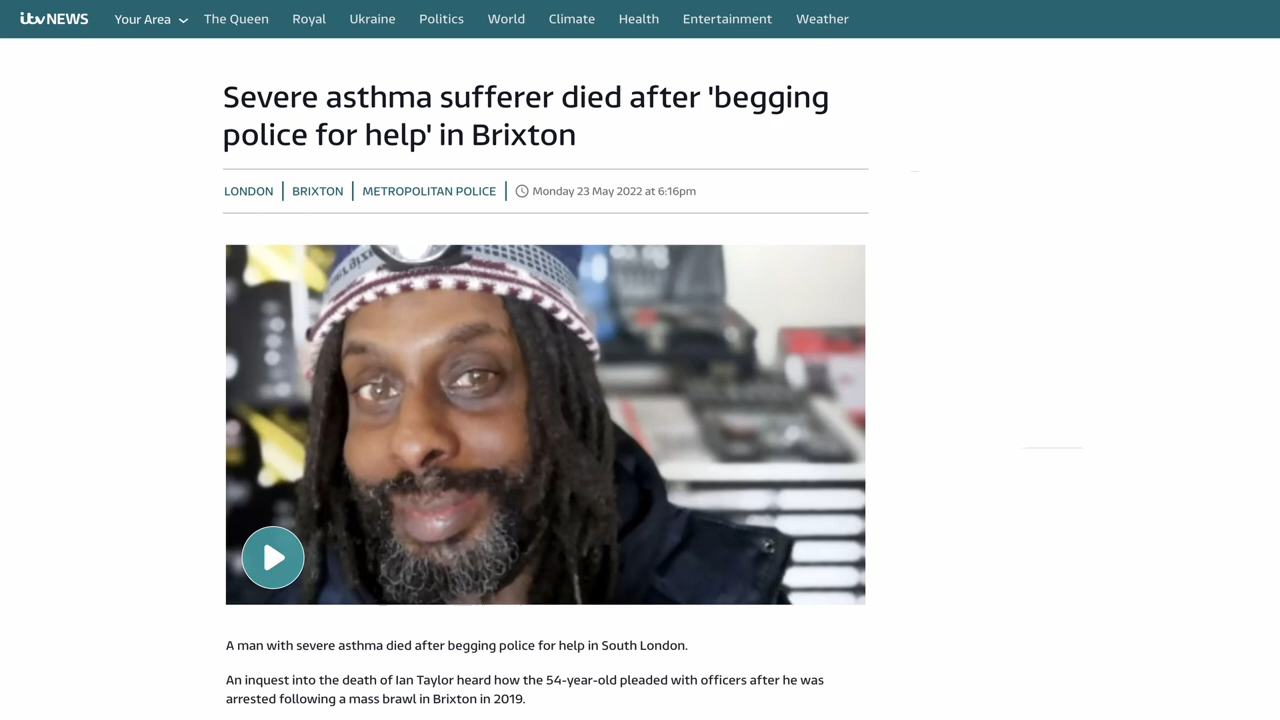 itv NEWS Your Area The Queen Royal Ukraine Politics World Climate Health Entertainment Weather
Severe asthma sufferer died after 'begging
police for help' in Brixton
LONDON BRIXTON METROPOLITAN POLICE Monday 23 May 2022 at 6:16pm
A man with severe asthma died after begging police for help in South London.
An inquest into the death of Ian Taylor heard how the 54-year-old pleaded with officers after he was
arrested following a mass brawl in Brixton in 2019.